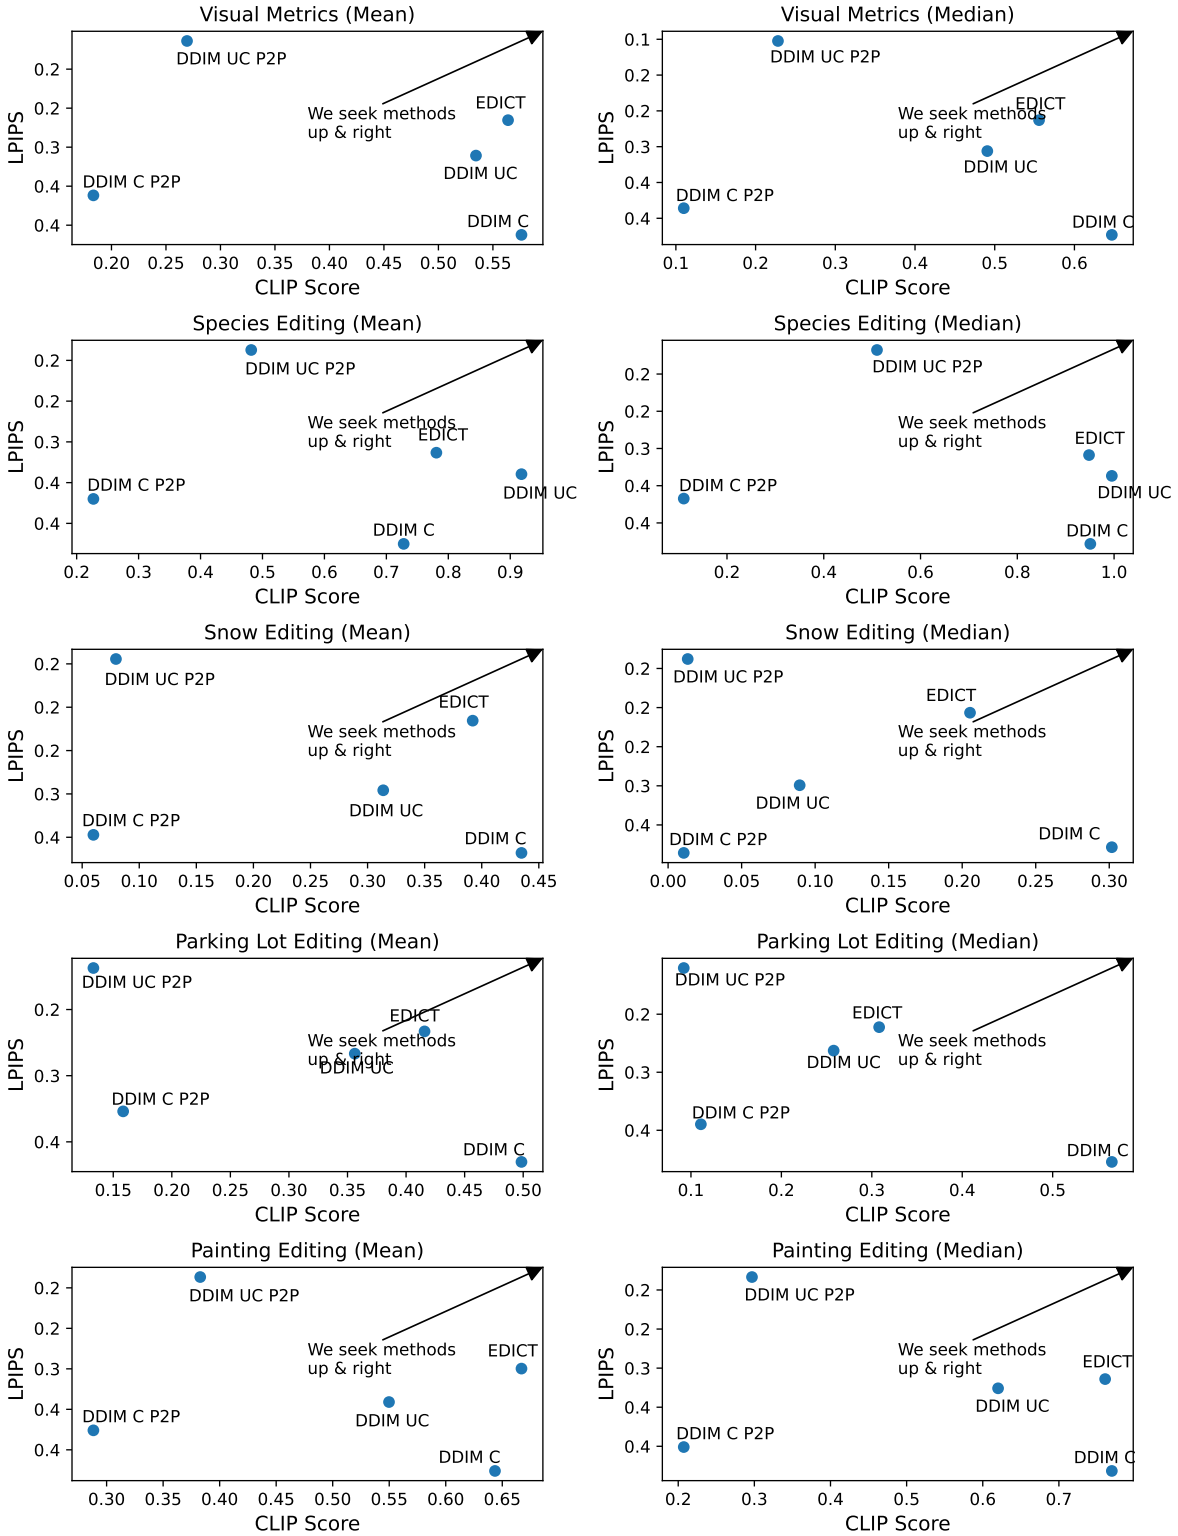 Visual Metrics (Mean)
LPIPS
0.2
0.2
0.3
0.4
0.4
DDIM UC P2P
We seek methods
up & right
EDICT
DDIM UC
DDIM C P2P
DDIM C
0.20 0.25 0.30 0.35 0.40 0.45 0.50 0.55
CLIP Score
Visual Metrics (Median)
LPIPS
0.1
0.2
0.2
0.3
0.4
0.4
DDIM UC P2P
EDICT
We seek methods
up & right
DDIM UC
DDIM C P2P
DDIM C
0.1 0.2 0.3 0.4 0.5 0.6
CLIP Score
Species Editing (Mean)
LPIPS
0.2
0.2
0.3
0.4
0.4
DDIM UC P2P
We seek methods
up & right
EDICT
DDIM C P2P
DDIM UC
DDIM C
0.2 0.3 0.4 0.5 0.6 0.7 0.8 0.9
CLIP Score
Species Editing (Median)
LPIPS
0.2
0.2
0.3
0.4
0.4
DDIM UC P2P
We seek methods
up & right
EDICT
DDIM C P2P
DDIM UC
DDIM C
0.2 0.4 0.6 0.8 1.0
CLIP Score
Snow Editing (Mean)
LPIPS
0.2
0.2
0.2
0.3
0.4
DDIM UC P2P
EDICT
We seek methods
up & right
DDIM UC
DDIM C P2P
DDIM C
0.05 0.10 0.15 0.20 0.25 0.30 0.35 0.40 0.45
CLIP Score
Snow Editing (Median)
LPIPS
0.2
0.2
0.2
0.3
0.4
DDIM UC P2P
EDICT
We seek methods
up & right
DDIM UC
DDIM C P2P
DDIM C
0.00 0.05 0.10 0.15 0.20 0.25 0.30
CLIP Score
Parking Lot Editing (Mean)
LPIPS
0.2
0.3
0.4
DDIM UC P2P
EDICT
We seek methods
up & right
DDIM UC
DDIM C P2P
DDIM C
0.15 0.20 0.25 0.30 0.35 0.40 0.45 0.50
CLIP Score
Parking Lot Editing (Median)
LPIPS
0.2
0.3
0.4
DDIM UC P2P
EDICT
We seek methods
up & right
DDIM UC
DDIM C P2P
DDIM C
0.1 0.2 0.3 0.4 0.5
CLIP Score
Painting Editing (Mean)
LPIPS
0.2
0.2
0.3
0.4
0.4
DDIM UC P2P
We seek methods
up & right
EDICT
DDIM UC
DDIM C P2P
DDIM C
0.30 0.35 0.40 0.45 0.50 0.55 0.60 0.65
CLIP Score
Painting Editing (Median)
LPIPS
0.2
0.2
0.3
0.4
0.4
DDIM UC P2P
We seek methods
up & right
EDICT
DDIM UC
DDIM C P2P
DDIM C
0.2 0.3 0.4 0.5 0.6 0.7
CLIP Score